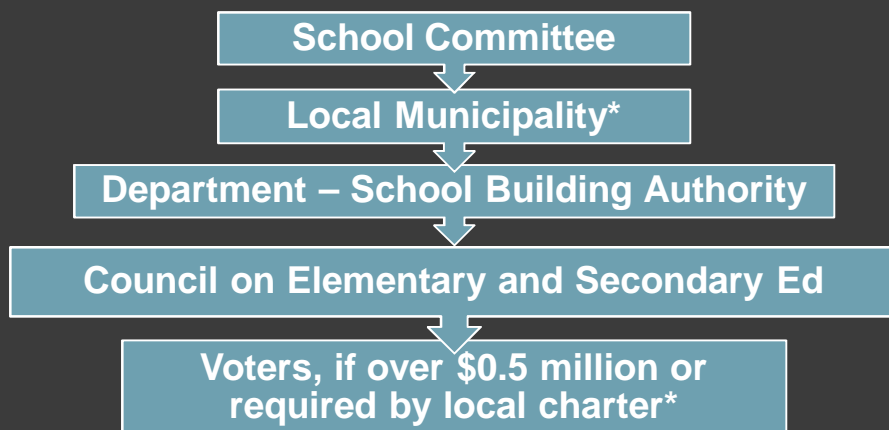 School Committee
Local Municipality*
Department – School Building Authority
Council on Elementary and Secondary Ed
Voters, if over $0.5 million or
required by local charter*